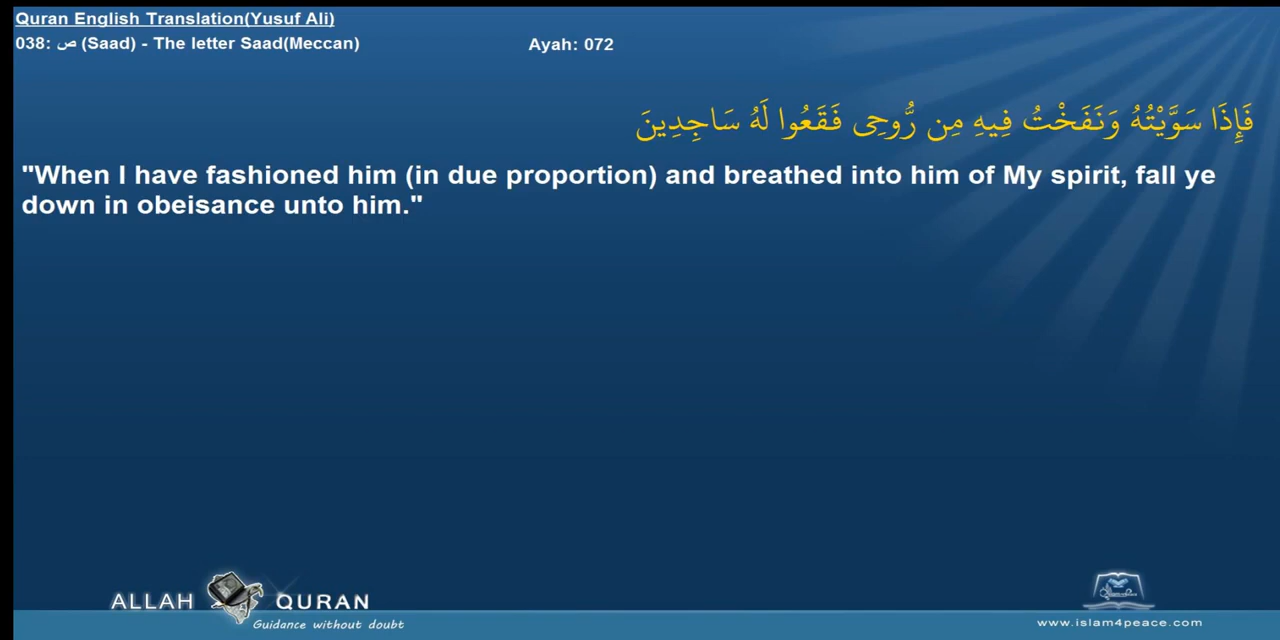 Quran English Translation(Yusuf Ali)
038: ص (Saad) - The letter Saad(Meccan)
Ayah: 072
فَإِذَا سَوَّيْتُهُ وَنَفَخْتُ فِيهِ مِن رُّوحِى فَقَعُوا لَهُ سَاجِدِينَ
"When I have fashioned him (in due proportion) and breathed into him of My spirit, fall ye
down in obeisance unto him."
ALLAH QURAN
Guidance without doubt
www.islam4peace.com